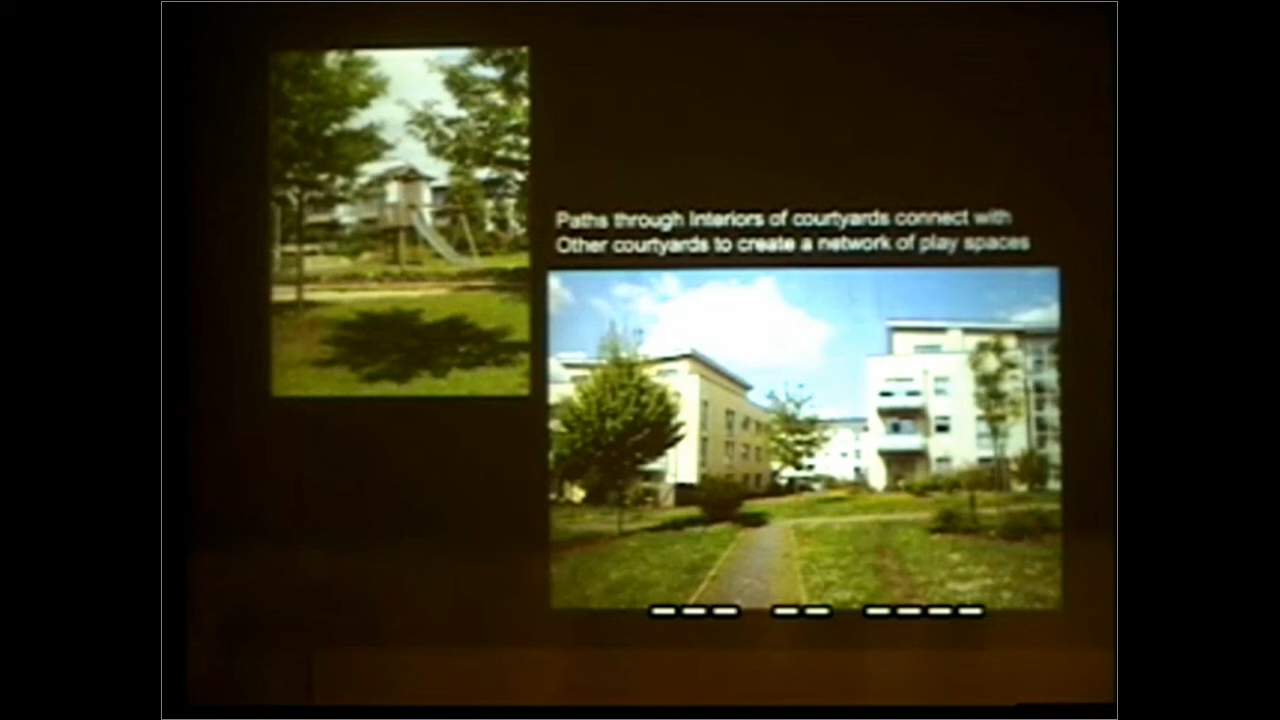 Paths through Interiors of courtyards connect with
Other courtyards to create a network of play spaces